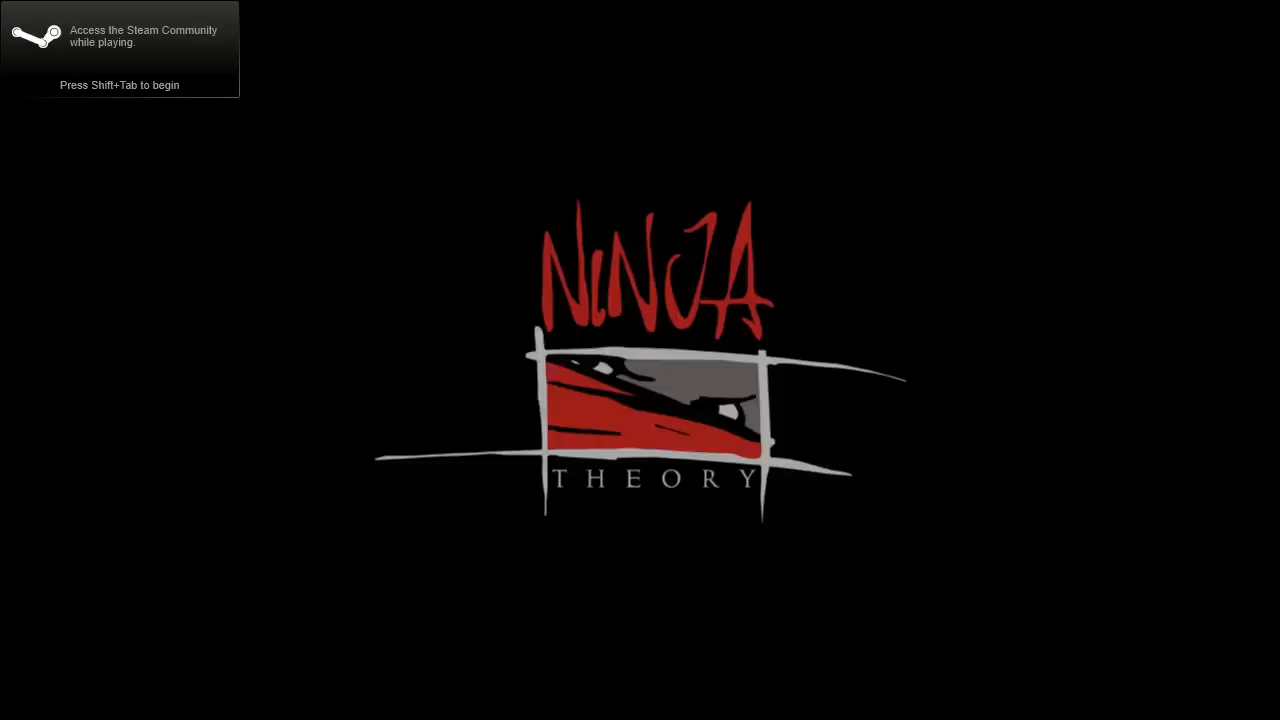 Access the Steam Community
while playing.
Press Shift+Tab to begin
NINJA
THEORY